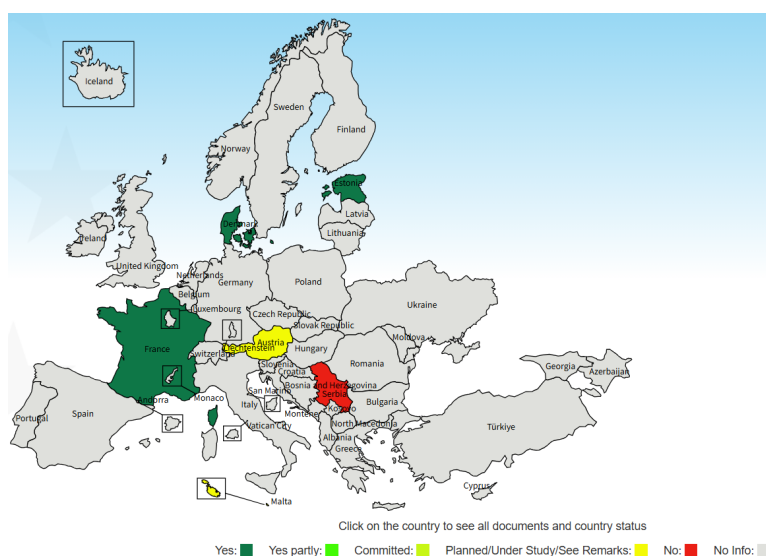 Iceland
Sweden
Finland
Norway
Estonia
Latvia
Denmark
Lithuania
Ireland
United Kingdom
Netherlands
Germany
Poland
Belgium
Ukraine
Luxembourg
Czech Republic
Slovak Republic
Moldova
France
Liechtenstein
Austria
Hungary
Switzerland
Romania
Slovenia
Georgia
Azerbaijan
Croatia
Andorra
Monaco
San Marino
Bosnia and Herzegovina
Serbia
Portugal
Spain
Italy
Montene
Kosovo
Bulgaria
Vatican City
North Macedonia
Türkiye
Albania
Greece
Cyprus
Malta
Click on the country to see all documents and country status
Yes: Yes partly: Committed: Planned/Under Study/See Remarks: No: No Info: